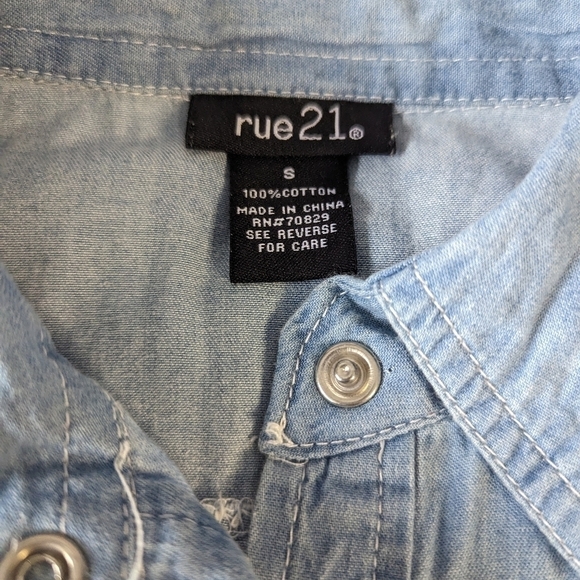 rue21®
S
100%COTTON
MADE IN CHINA
RN#70829
SEE REVERSE
FOR CARE